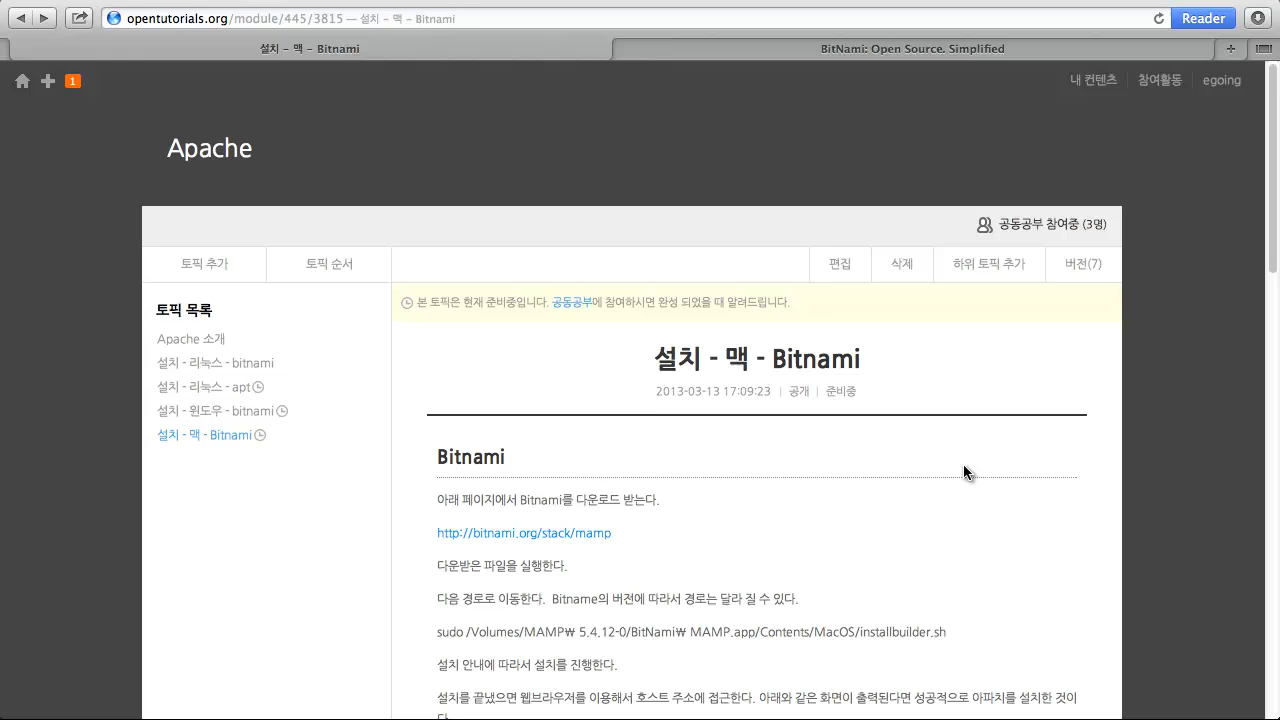 opentutorials.org/module/445/3815 — 설치 - 맥 - Bitnami
Reader
설치 - 맥 - Bitnami
BitNami: Open Source. Simplified
1
내 컨텐츠
참여활동
egoing
Apache
공동공부 참여중 (3명)
토픽 추가
토픽 순서
편집
삭제
하위 토픽 추가
버전(7)
토픽 목록
Apache 소개
설치 - 리눅스 - bitnami
설치 - 리눅스 - apt
설치 - 윈도우 - bitnami
설치 - 맥 - Bitnami
본 토픽은 현재 준비중입니다. 공동공부에 참여하시면 완성 되었을 때 알려드립니다.
설치 - 맥 - Bitnami
2013-03-13 17:09:23 | 공개 | 준비중
Bitnami
아래 페이지에서 Bitnami를 다운로드 받는다.
http://bitnami.org/stack/mamp
다운받은 파일을 실행한다.
다음 경로로 이동한다. Bitname의 버전에 따라서 경로는 달라 질 수 있다.
sudo /Volumes/MAMP₩ 5.4.12-0/BitNami₩ MAMP.app/Contents/MacOS/installbuilder.sh
설치 안내에 따라서 설치를 진행한다.
설치를 끝냈으면 웹브라우저를 이용해서 호스트 주소에 접근한다. 아래와 같은 화면이 출력된다면 성공적으로 아파치를 설치한 것이
다.